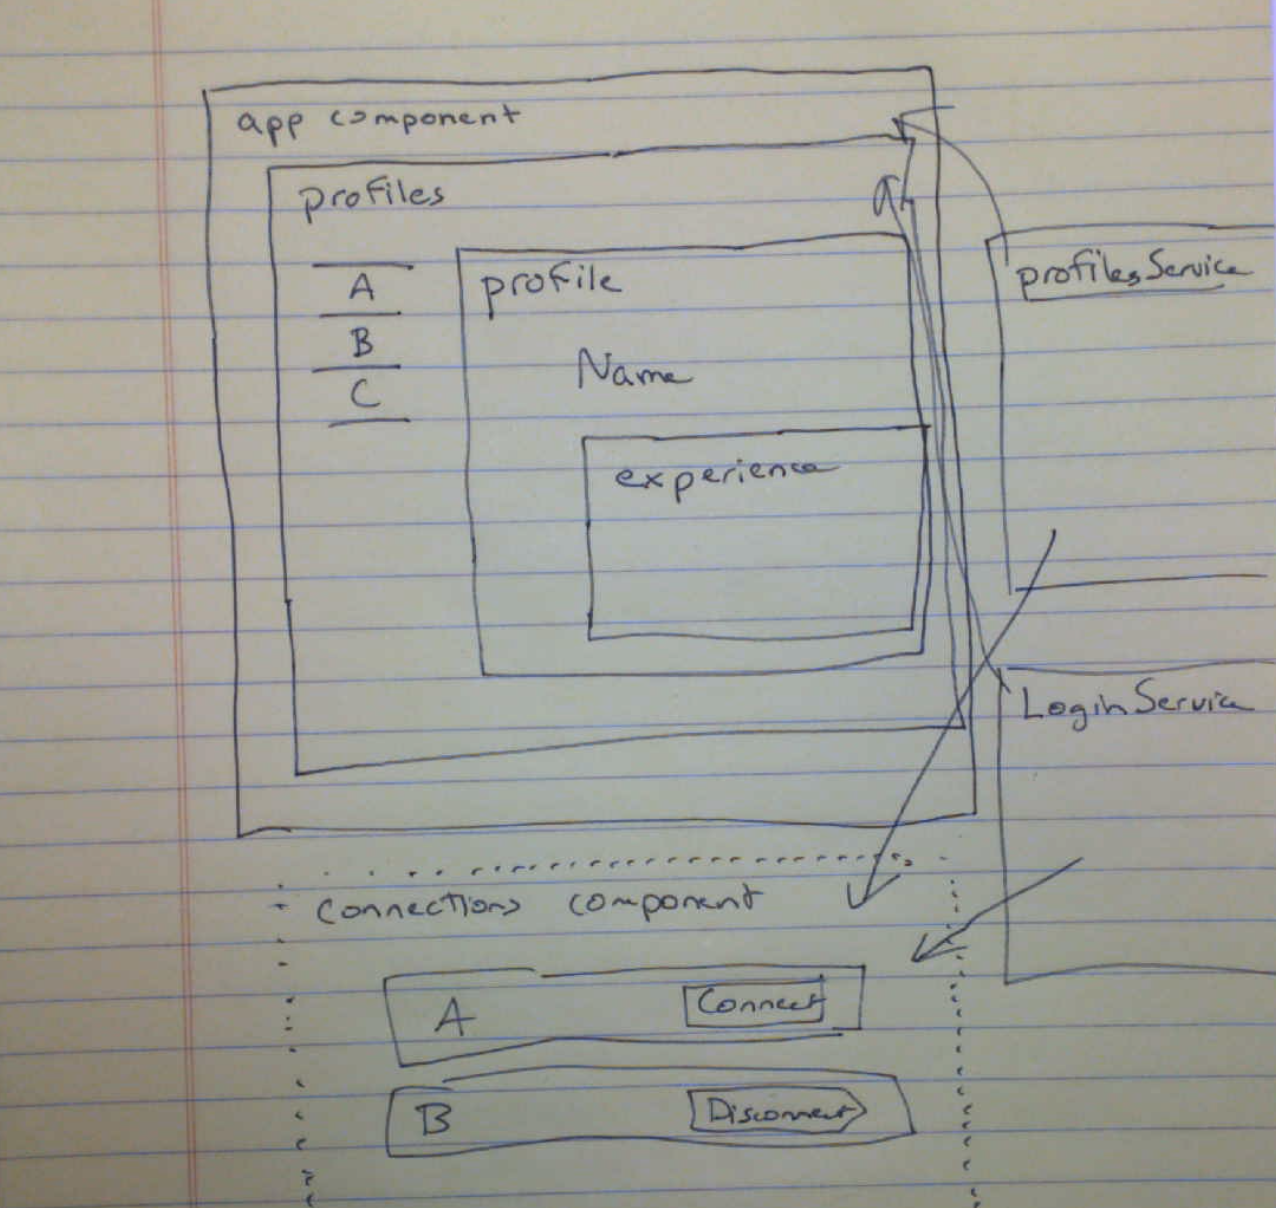 app component
profiles
A
B
C
profile
Name
experience
profilesService
LoginService
Connections component
A Connect
B Disconnect